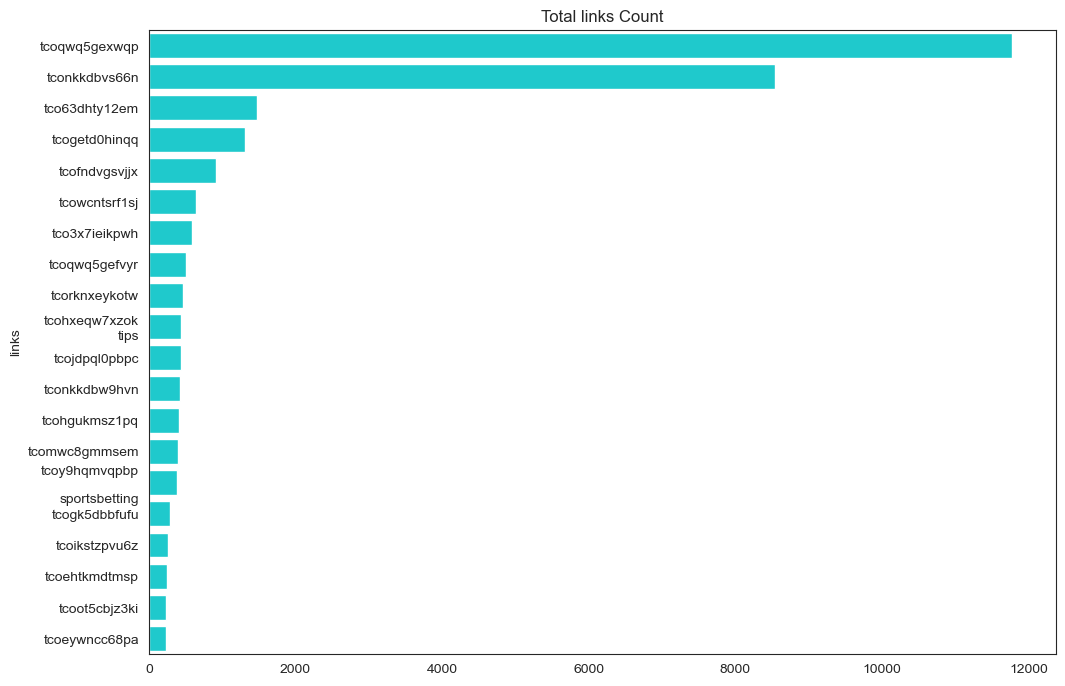 Total links Count
tcoqwq5gexwqp
tconkkdbvs66n
tco63dhty12em
tcogetd0hinqq
tcofndvgsvjjx
tcowcntsrf1sj
tco3x7ieikpwh
tcoqwq5gefvyr
tcorknxeykotw
tcohxeqw7xzok
tips
tcojdpql0pbpc
tconkkdbw9hvn
tcohgukmsz1pq
tcomwc8gmmsem
tcoy9hqmvqpbp
sportsbetting
tcogk5dbbfufu
tcoikstzpvu6z
tcoehtkmdtmsp
tcoot5cbjz3ki
tcoeywncc68pa
links
0 2000 4000 6000 8000 10000 12000